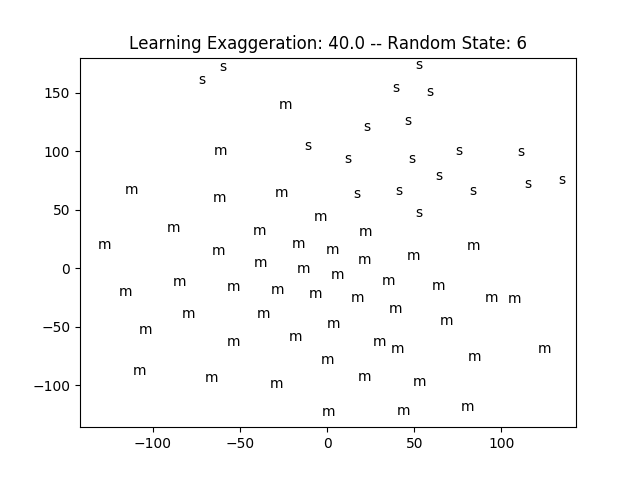 Learning Exaggeration: 40.0 -- Random State: 6
s s
s s s
150
m
s s
s
100 m s s s
s s
s s s
m m m s s s
50
m s
m m m
m m m
m m m m
0 m m m
m m m m
m m m m
m m m m m
−50 m m m
m m m
m m m m
m m m
−100 m m m
m m m
−100 −50 0 50 100